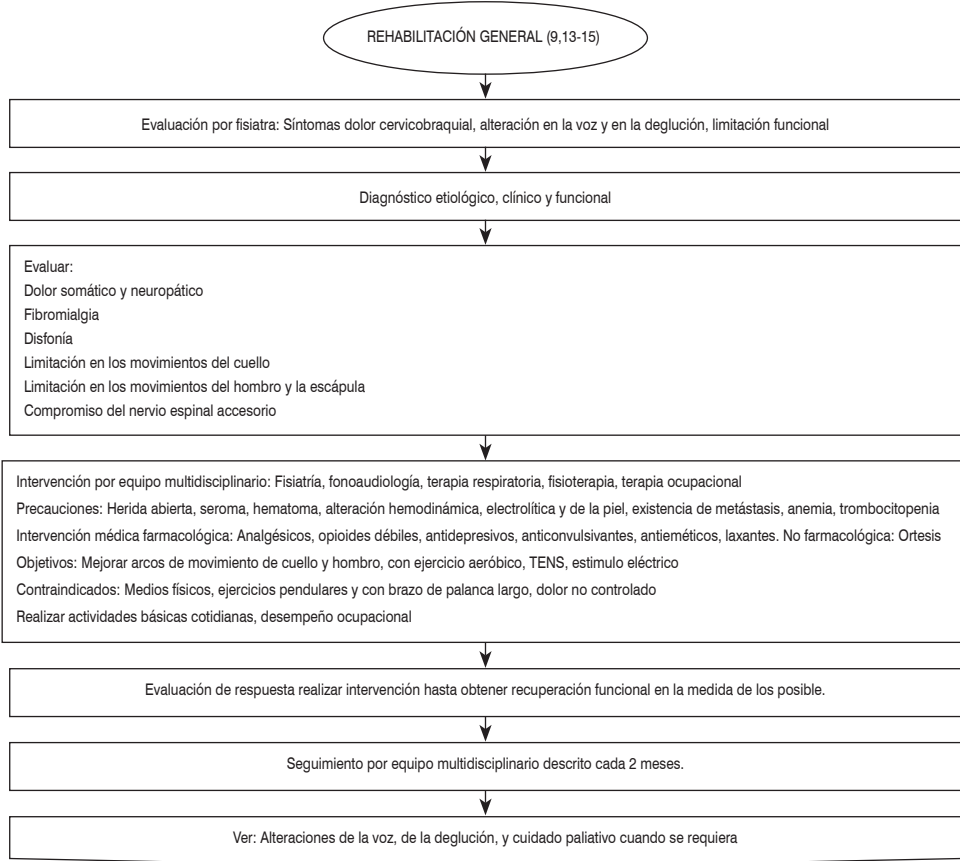 REHABILITACIÓN GENERAL (9,13-15)
Evaluación por fisiatra: Síntomas dolor cervicobraquial, alteración en la voz y en la deglución, limitación funcional
Diagnóstico etiológico, clínico y funcional
Evaluar:
Dolor somático y neuropático
Fibromialgia
Disfonía
Limitación en los movimientos del cuello
Limitación en los movimientos del hombro y la escápula
Compromiso del nervio espinal accesorio
Intervención por equipo multidisciplinario: Fisiatría, fonoaudiología, terapia respiratoria, fisioterapia, terapia ocupacional
Precauciones: Herida abierta, seroma, hematoma, alteración hemodinámica, electrolítica y de la piel, existencia de metástasis, anemia, trombocitopenia
Intervención médica farmacológica: Analgésicos, opioides débiles, antidepresivos, anticonvulsivantes, antieméticos, laxantes. No farmacológica: Ortesis
Objetivos: Mejorar arcos de movimiento de cuello y hombro, con ejercicio aeróbico, TENS, estimulo eléctrico
Contraindicados: Medios físicos, ejercicios pendulares y con brazo de palanca largo, dolor no controlado
Realizar actividades básicas cotidianas, desempeño ocupacional
Evaluación de respuesta realizar intervención hasta obtener recuperación funcional en la medida de los posible.
Seguimiento por equipo multidisciplinario descrito cada 2 meses.
Ver: Alteraciones de la voz, de la deglución, y cuidado paliativo cuando se requiera